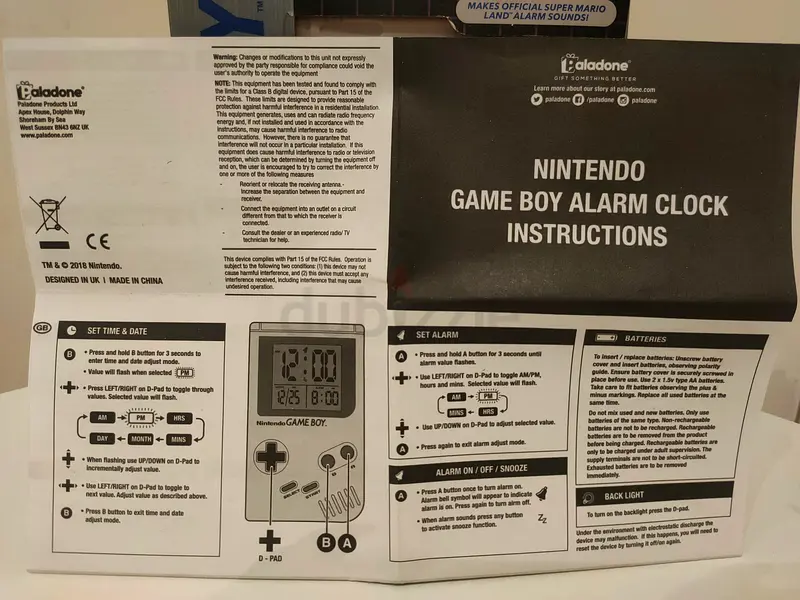 MAKES OFFICIAL SUPER MARIO
LAND™ ALARM SOUNDS!
Paladone®
Paladone Products Ltd
Apex House, Dolphin Way
Shoreham By Sea
West Sussex BN43 6NZ UK
www.paladone.com
CE
TM & © 2018 Nintendo.
DESIGNED IN UK | MADE IN CHINA
Warning: Changes or modifications to this unit not expressly
approved by the party responsible for compliance could void the
user's authority to operate the equipment
NOTE: This equipment has been tested and found to comply with
the limits for a Class B digital device, pursuant to Part 15 of the
FCC Rules. These limits are designed to provide reasonable
protection against harmful interference in a residential installation.
This equipment generates, uses and can radiate radio frequency
energy and, if not installed and used in accordance with the
instructions, may cause harmful interference to radio
communications. However, there is no guarantee that
interference will not occur in a particular installation. If this
equipment does cause harmful interference to radio or television
reception, which can be determined by turning the equipment off
and on, the user is encouraged to try to correct the interference by
one or more of the following measures
- Reorient or relocate the receiving antenna.-
Increase the separation between the equipment and
receiver.
- Connect the equipment into an outlet on a circuit
different from that to which the receiver is
connected.
- Consult the dealer or an experienced radio/ TV
technician for help.
This device complies with Part 15 of the FCC Rules. Operation is
subject to the following two conditions: (1) this device may not
cause harmful interference, and (2) this device must accept any
interference received, including interference that may cause
undesired operation.
Paladone®
GIFT SOMETHING BETTER
Learn more about our story at paladone.com
paladone /paladone paladone
NINTENDO
GAME BOY ALARM CLOCK
INSTRUCTIONS
dubizzle
GB
SET TIME & DATE
B • Press and hold B button for 3 seconds to
enter time and date adjust mode.
• Value will flash when selected PM
• Press LEFT/RIGHT on D-Pad to toggle through
values. Selected value will flash.
AM PM HRS
DAY MONTH MINS
• When flashing use UP/DOWN on D-Pad to
incrementally adjust value.
• Use LEFT/RIGHT on D-Pad to toggle to
next value. Adjust value as described above.
B • Press B button to exit time and date
adjust mode.
12:00
12/25 8:00
Nintendo GAME BOY
SELECT START
B A
D - PAD
B A
SET ALARM
A • Press and hold A button for 3 seconds until
alarm value flashes.
• Use LEFT/RIGHT on D-Pad to toggle AM/PM,
hours and mins. Selected value will flash.
AM PM
MINS HRS
• Use UP/DOWN on D-Pad to adjust selected value.
A • Press again to exit alarm adjust mode.
ALARM ON / OFF / SNOOZE
A • Press A button once to turn alarm on.
Alarm bell symbol will appear to indicate
alarm is on. Press again to turn airm off.
• When alarm sounds press any button
to activate snooze function.
Zz
BATTERIES
To insert / replace batteries: Unscrew battery
cover and insert batteries, observing polarity
guide. Ensure battery cover is securely screwed in
place before use. Use 2 x 1.5v type AA batteries.
Take care to fit batteries observing the plus &
minus markings. Replace all used batteries at the
same time.
Do not mix used and new batteries. Only use
batteries of the same type. Non-rechargeable
batteries are not to be recharged. Rechargeable
batteries are to be removed from the product
before being charged. Rechargeable batteries are
only to be charged under adult supervision. The
supply terminals are not to be short-circuited.
Exhausted batteries are to be removed
immediately.
BACK LIGHT
To turn on the backlight press the D-pad.
Under the environment with electrostatic discharge the
device may malfunction. If this happens, you will need to
reset the device by turning it off/on again.